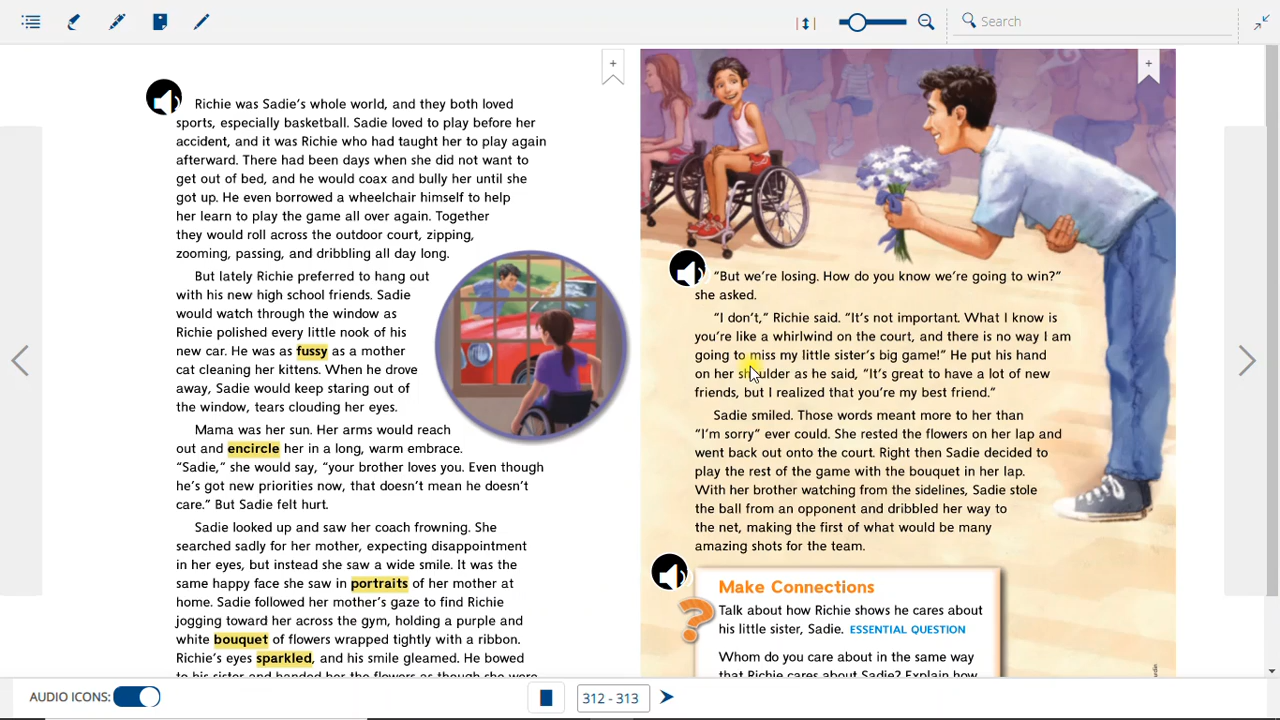 Search
Richie was Sadie's whole world, and they both loved
sports, especially basketball. Sadie loved to play before her
accident, and it was Richie who had taught her to play again
afterward. There had been days when she did not want to
get out of bed, and he would coax and bully her until she
got up. He even borrowed a wheelchair himself to help
her learn to play the game all over again. Together
they would roll across the outdoor court, zipping,
zooming, passing, and dribbling all day long.
But lately Richie preferred to hang out
with his new high school friends. Sadie
would watch through the window as
Richie polished every little nook of his
new car. He was as fussy as a mother
cat cleaning her kittens. When he drove
away, Sadie would keep staring out of
the window, tears clouding her eyes.
Mama was her sun. Her arms would reach
out and encircle her in a long, warm embrace.
"Sadie," she would say, "your brother loves you. Even though
he's got new priorities now, that doesn't mean he doesn't
care." But Sadie felt hurt.
Sadie looked up and saw her coach frowning. She
searched sadly for her mother, expecting disappointment
in her eyes, but instead she saw a wide smile. It was the
same happy face she saw in portraits of her mother at
home. Sadie followed her mother's gaze to find Richie
jogging toward her across the gym, holding a purple and
white bouquet of flowers wrapped tightly with a ribbon.
Richie's eyes sparkled, and his smile gleamed. He bowed
to his sister and handed her the flowers as though she were
"But we're losing. How do you know we're going to win?"
she asked.
"I don't," Richie said. "It's not important. What I know is
you're like a whirlwind on the court, and there is no way I am
going to miss my little sister's big game!" He put his hand
on her shoulder as he said, "It's great to have a lot of new
friends, but I realized that you're my best friend."
Sadie smiled. Those words meant more to her than
"I'm sorry" ever could. She rested the flowers on her lap and
went back out onto the court. Right then Sadie decided to
play the rest of the game with the bouquet in her lap.
With her brother watching from the sidelines, Sadie stole
the ball from an opponent and dribbled her way to
the net, making the first of what would be many
amazing shots for the team.
Make Connections
? Talk about how Richie shows he cares about
his little sister, Sadie. ESSENTIAL QUESTION
Whom do you care about in the same way
that Richie cares about Sadie? Explain how
AUDIO ICONS:
312 - 313